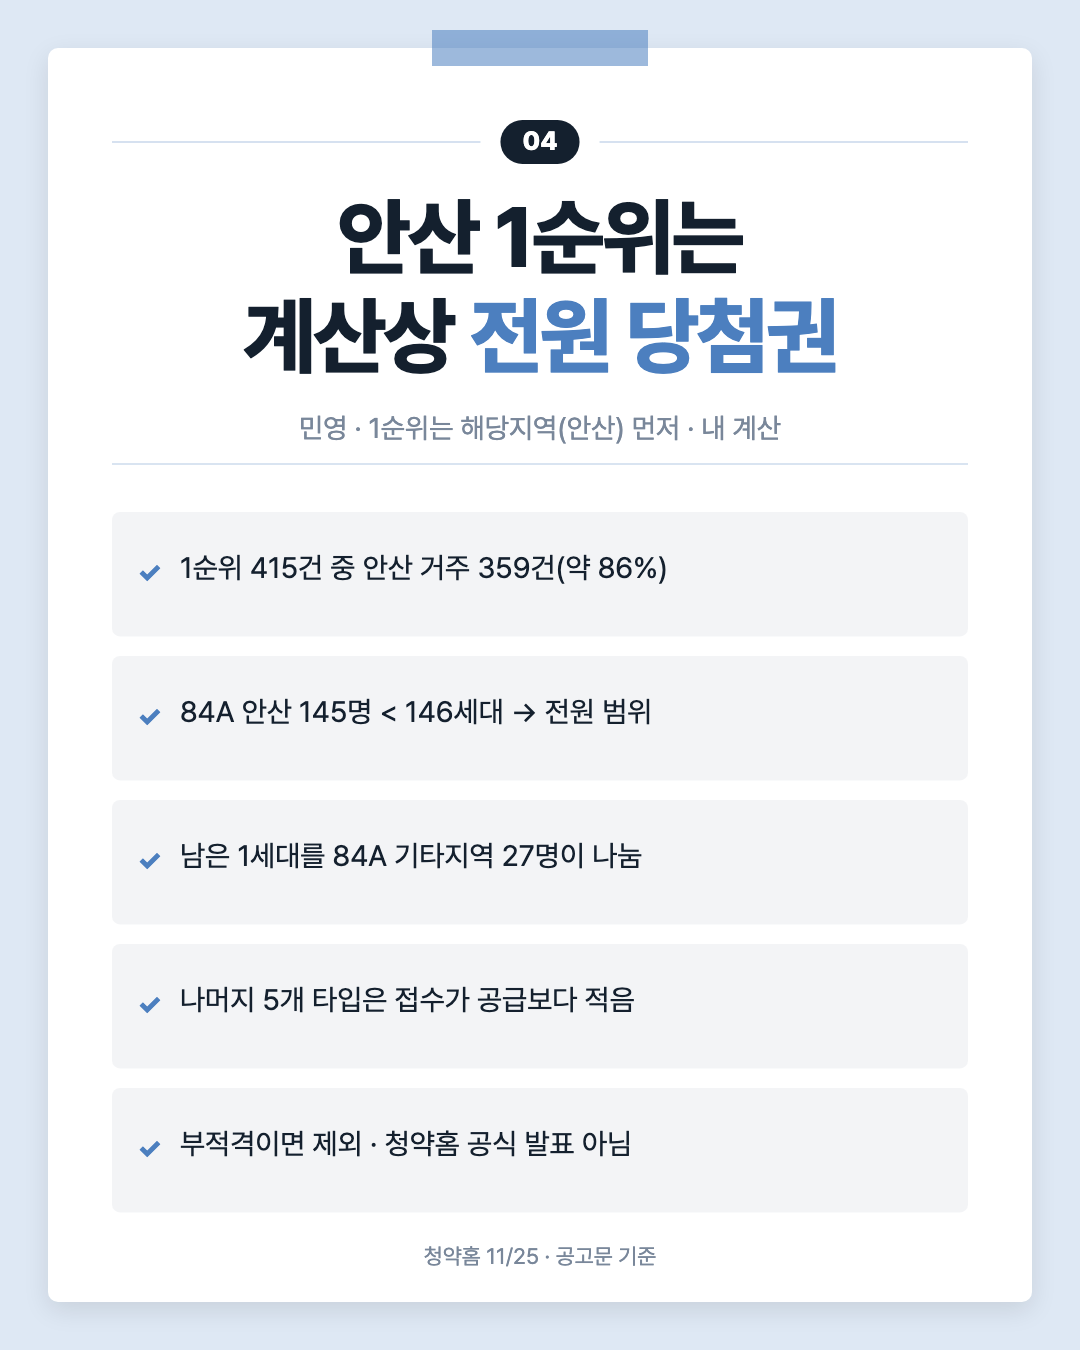 04
안산 1순위는
계산상 전원 당첨권
민영 · 1순위는 해당지역(안산) 먼저 · 내 계산
1순위 415건 중 안산 거주 359건(약 86%)
84A 안산 145명 < 146세대 → 전원 범위
남은 1세대를 84A 기타지역 27명이 나눔
나머지 5개 타입은 접수가 공급보다 적음
부적격이면 제외 · 청약홈 공식 발표 아님
청약홈 11/25 · 공고문 기준